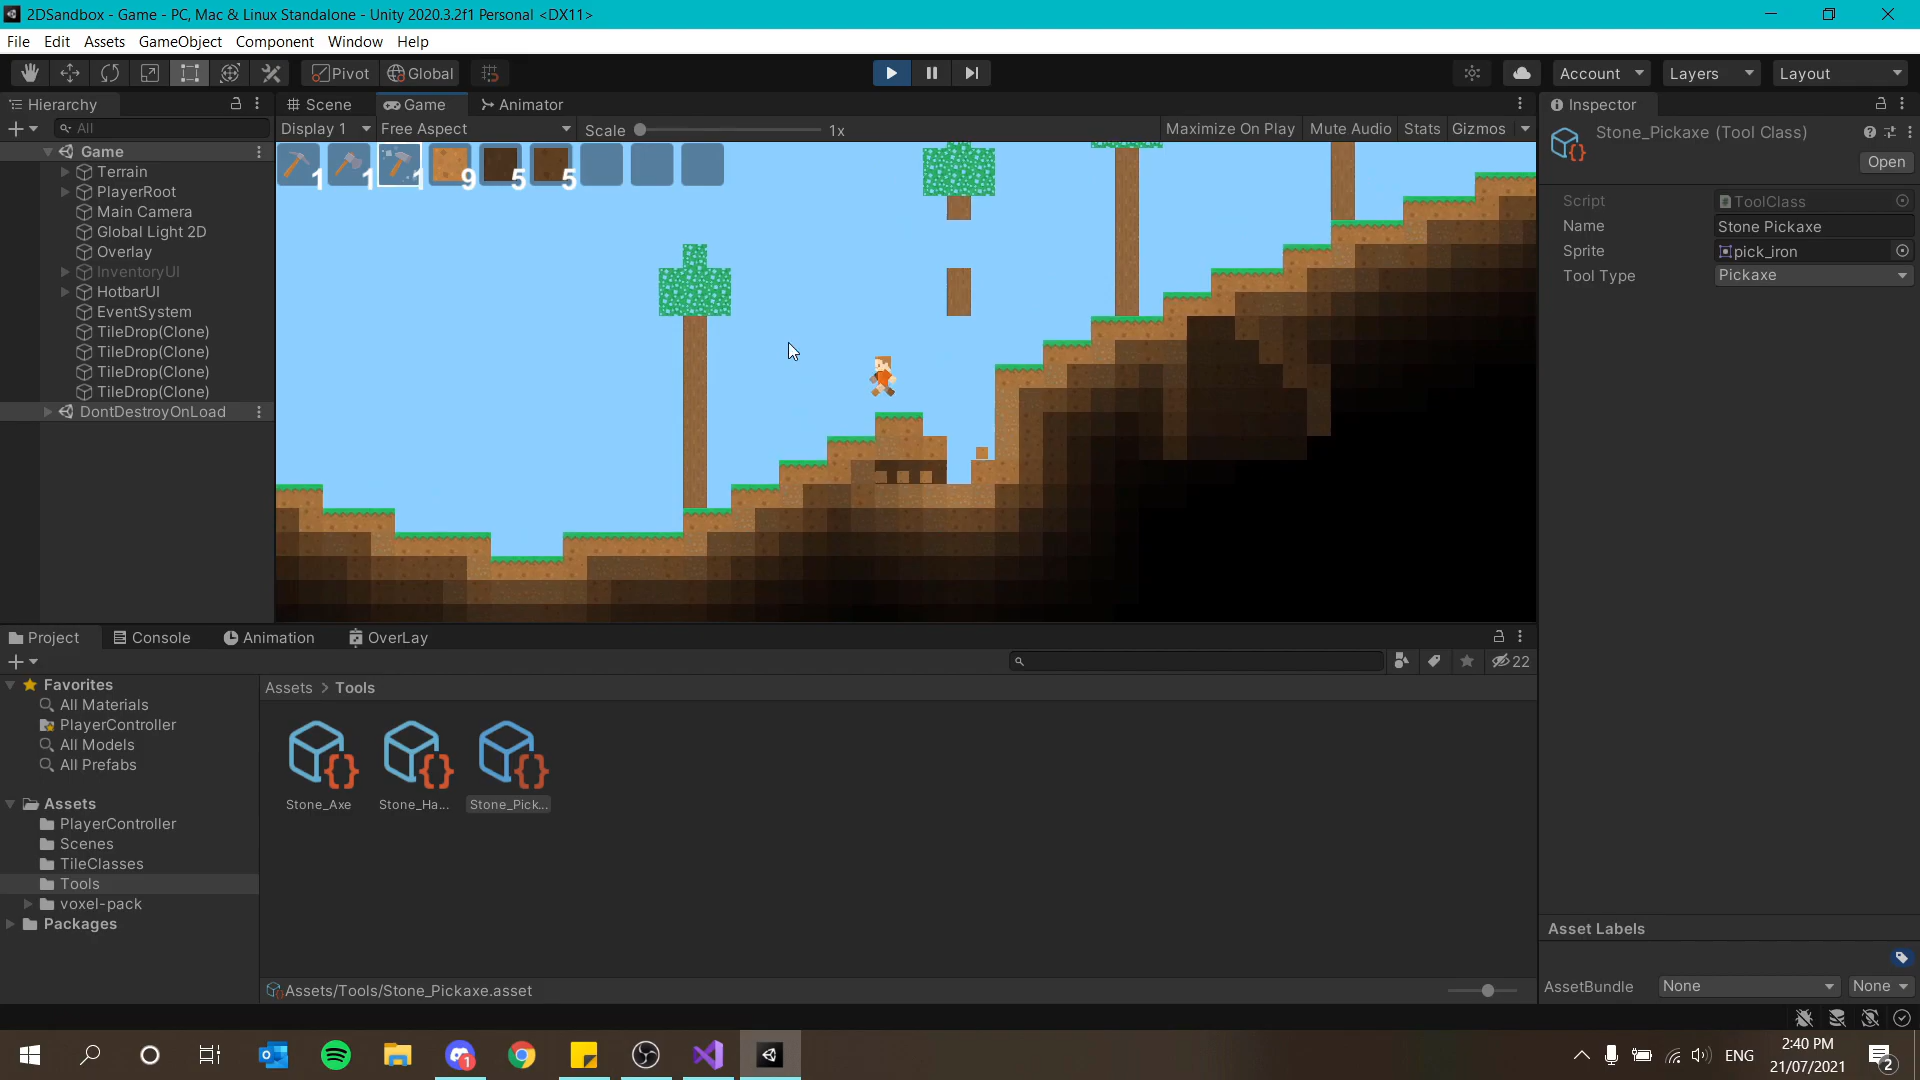 2DSandbox - Game - PC, Mac & Linux Standalone - Unity 2020.3.2f1 Personal <DX11>
File Edit Assets GameObject Component Window Help
Pivot Global Account Layers Layout
Hierarchy Scene Game Animator Inspector
All Display 1 Free Aspect Scale 1x Maximize On Play Mute Audio Stats Gizmos
Stone_Pickaxe (Tool Class)
Open
Game
Terrain
PlayerRoot
Main Camera
Global Light 2D
Overlay
InventoryUI
HotbarUI
EventSystem
TileDrop(Clone)
TileDrop(Clone)
TileDrop(Clone)
TileDrop(Clone)
DontDestroyOnLoad
1 1 1 9 5 5
Script ToolClass
Name Stone Pickaxe
Sprite pick_iron
Tool Type Pickaxe
Project Console Animation OverLay
22
Favorites
All Materials
PlayerController
All Models
All Prefabs
Assets
PlayerController
Scenes
TileClasses
Tools
voxel-pack
Packages
Assets > Tools
Stone_Axe Stone_Ha... Stone_Pick...
Assets/Tools/Stone_Pickaxe.asset
Asset Labels
AssetBundle None None
1
ENG
2:40 PM
21/07/2021
2